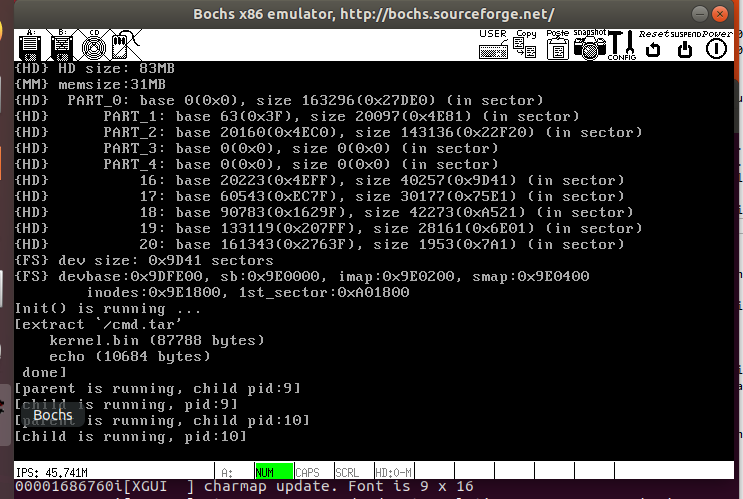 Bochs x86 emulator, http://bochs.sourceforge.net/
A: B: CD USER Copy Paste snapshot CONFIG Reset SUSPEND Power
{HD} HD size: 83MB
{MM} memsize:31MB
{HD} PART_0: base 0(0x0), size 163296(0x27DE0) (in sector)
{HD} PART_1: base 63(0x3F), size 20097(0x4E81) (in sector)
{HD} PART_2: base 20160(0x4EC0), size 143136(0x22F20) (in sector)
{HD} PART_3: base 0(0x0), size 0(0x0) (in sector)
{HD} PART_4: base 0(0x0), size 0(0x0) (in sector)
{HD} 16: base 20223(0x4EFF), size 40257(0x9D41) (in sector)
{HD} 17: base 60543(0xEC7F), size 30177(0x75E1) (in sector)
{HD} 18: base 90783(0x1629F), size 42273(0xA521) (in sector)
{HD} 19: base 133119(0x207FF), size 28161(0x6E01) (in sector)
{HD} 20: base 161343(0x2763F), size 1953(0x7A1) (in sector)
{FS} dev size: 0x9D41 sectors
{FS} devbase:0x9DFE00, sb:0x9E0000, imap:0x9E0200, smap:0x9E0400
inodes:0x9E1800, 1st_sector:0xA01800
Init() is running ...
[extract `/cmd.tar'
kernel.bin (87788 bytes)
echo (10684 bytes)
done]
[parent is running, child pid:9]
[child is running, pid:9]
[parent is running, child pid:10]
[child is running, pid:10]
Bochs
IPS: 45.741M A: NUM CAPS SCRL HD:0-M
00001686760i[XGUI ] charmap update. Font is 9 x 16